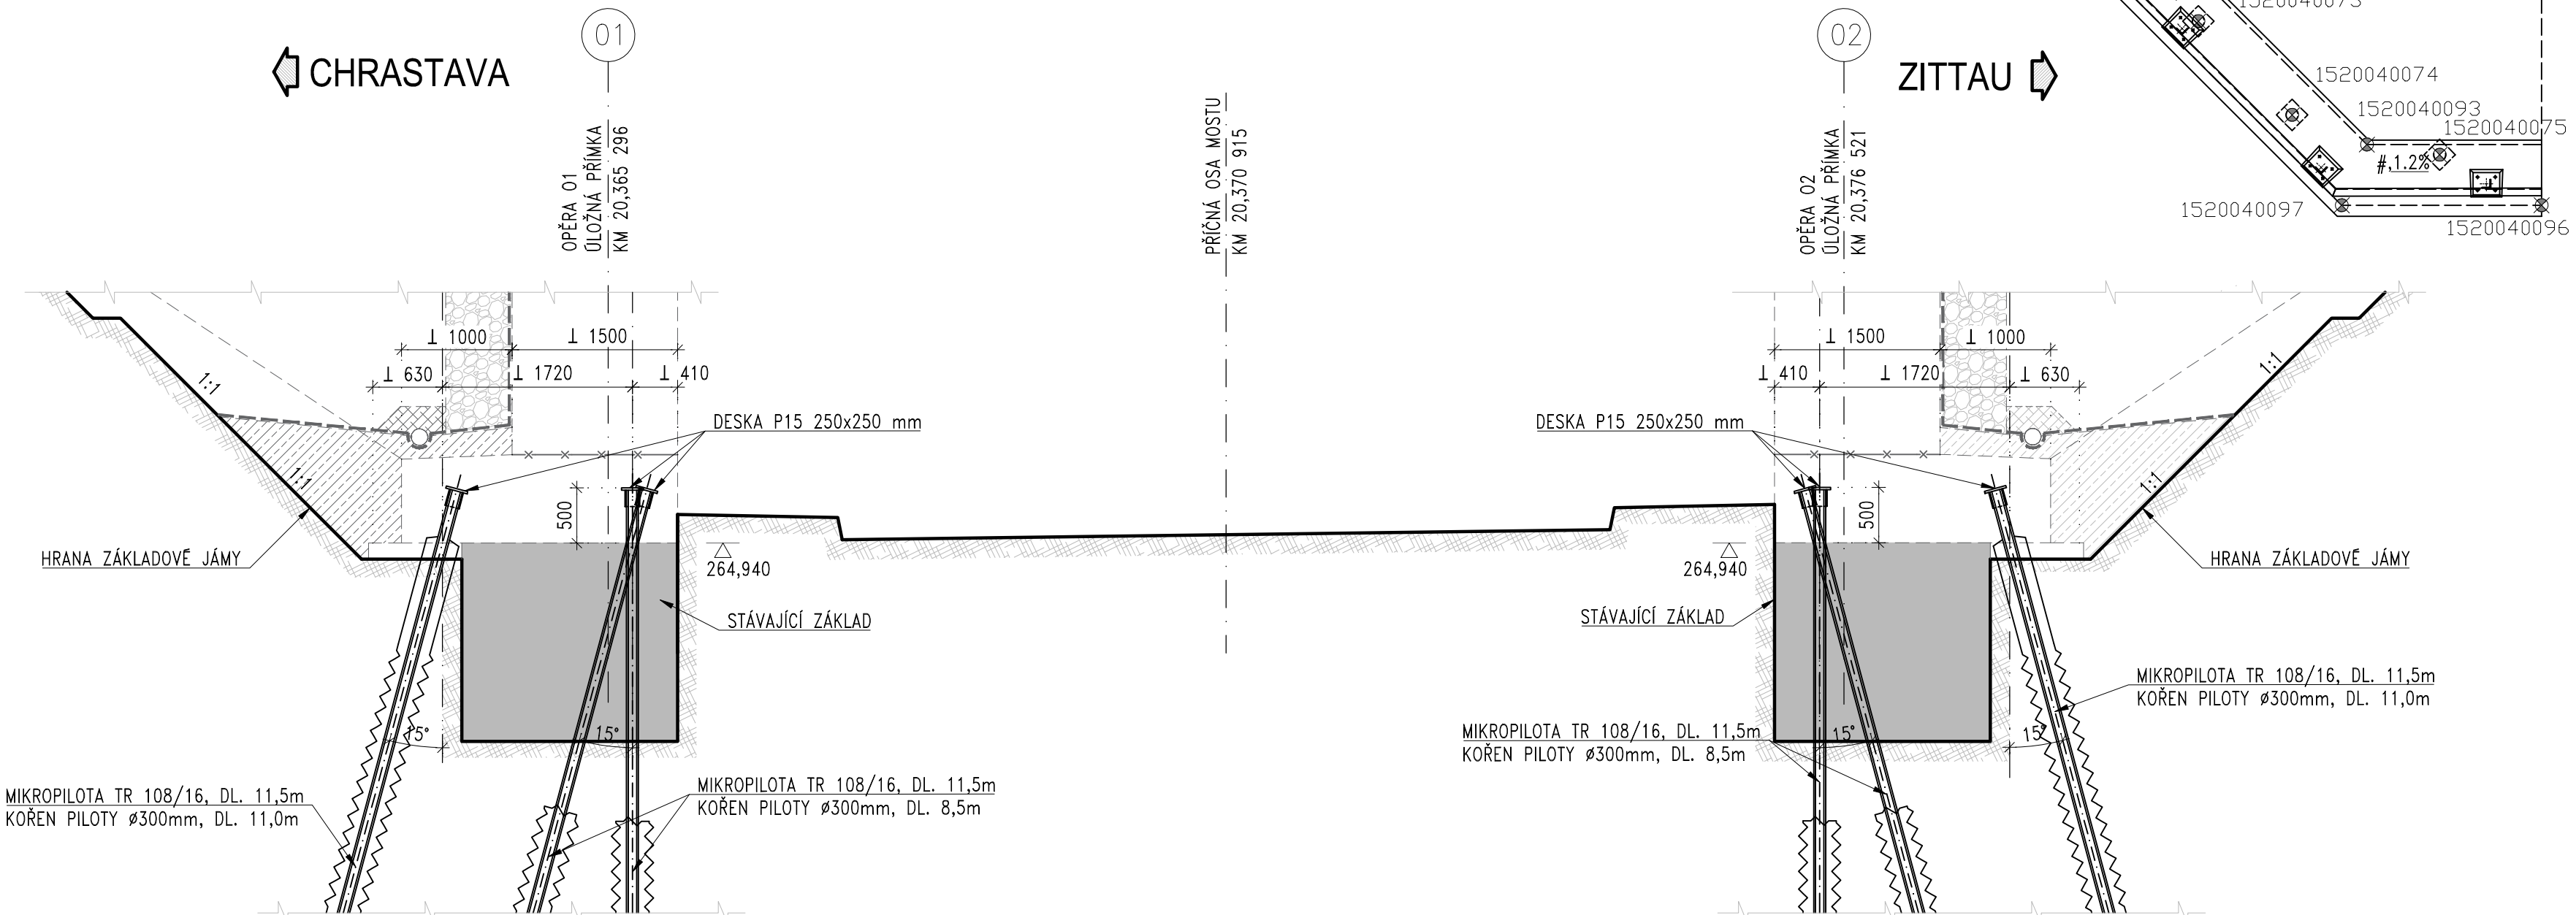 01
CHRASTAVA
OPĚRA 01
ÚLOŽNÁ PŘÍMKA
KM 20,365 296
PŘÍČNÁ OSA MOSTU
KM 20,370 915
02
ZITTAU
OPĚRA 02
ÚLOŽNÁ PŘÍMKA
KM 20,376 521
1520040073
1520040074
1520040093
1520040075
#,1.2%
1520040097
1520040096
⊥ 1000
⊥ 1500
⊥ 630
⊥ 1720
⊥ 410
1:1
1:1
DESKA P15 250x250 mm
500
HRANA ZÁKLADOVÉ JÁMY
264,940
STÁVAJÍCÍ ZÁKLAD
15°
15°
MIKROPILOTA TR 108/16, DL. 11,5m
KOŘEN PILOTY ø300mm, DL. 11,0m
MIKROPILOTA TR 108/16, DL. 11,5m
KOŘEN PILOTY ø300mm, DL. 8,5m
⊥ 1500
⊥ 1000
⊥ 410
⊥ 1720
⊥ 630
1:1
1:1
DESKA P15 250x250 mm
500
264,940
HRANA ZÁKLADOVÉ JÁMY
STÁVAJÍCÍ ZÁKLAD
MIKROPILOTA TR 108/16, DL. 11,5m
KOŘEN PILOTY ø300mm, DL. 11,0m
MIKROPILOTA TR 108/16, DL. 11,5m
KOŘEN PILOTY ø300mm, DL. 8,5m
15°
15°